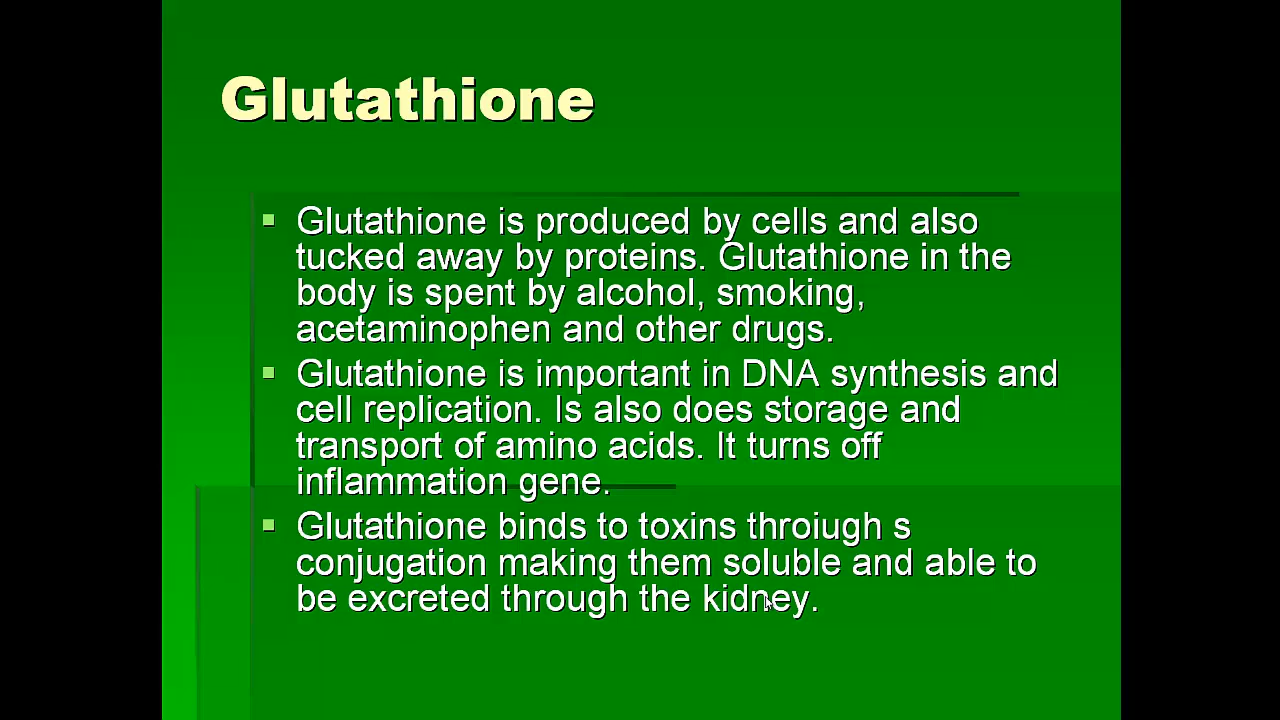 Glutathione
Glutathione is produced by cells and also
tucked away by proteins. Glutathione in the
body is spent by alcohol, smoking,
acetaminophen and other drugs.
Glutathione is important in DNA synthesis and
cell replication. Is also does storage and
transport of amino acids. It turns off
inflammation gene.
Glutathione binds to toxins throiugh s
conjugation making them soluble and able to
be excreted through the kidney.